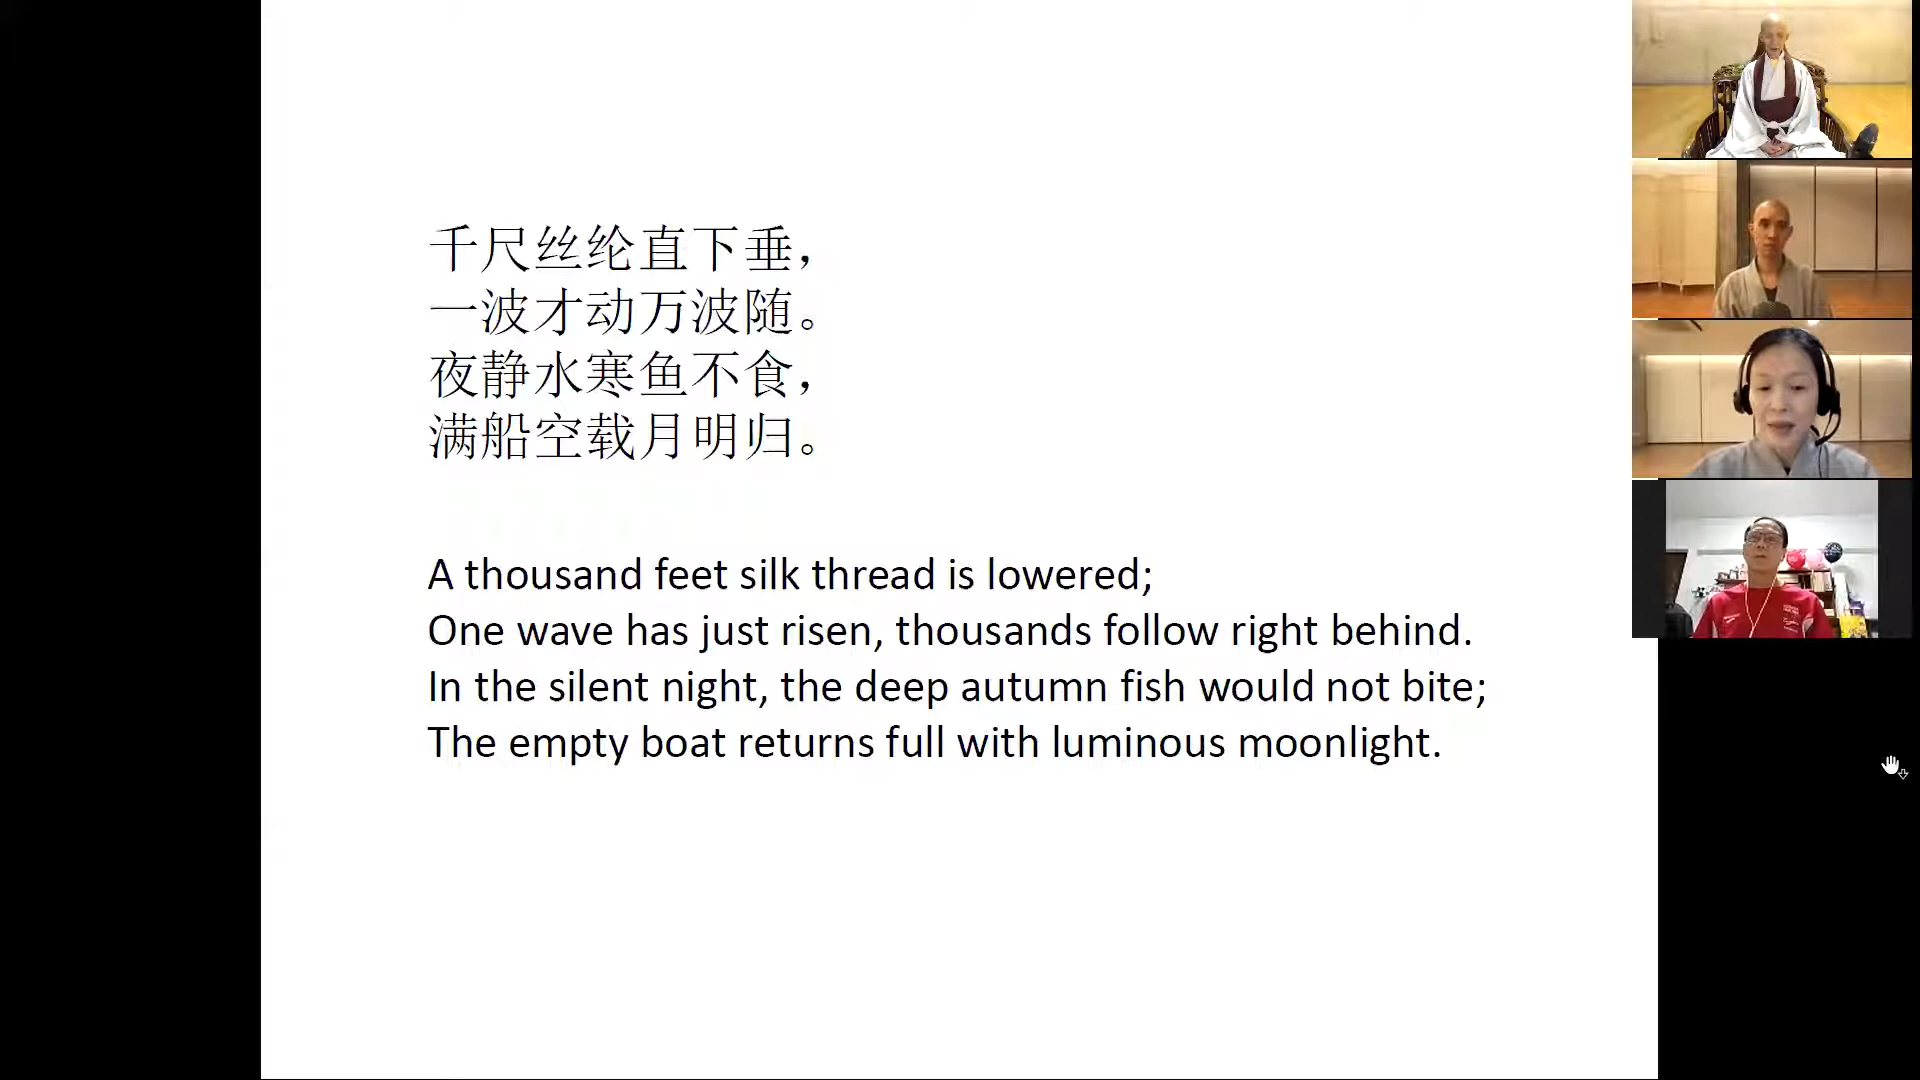 千尺丝纶直下垂，
一波才动万波随。
夜静水寒鱼不食，
满船空载月明归。
A thousand feet silk thread is lowered;
One wave has just risen, thousands follow right behind.
In the silent night, the deep autumn fish would not bite;
The empty boat returns full with luminous moonlight.